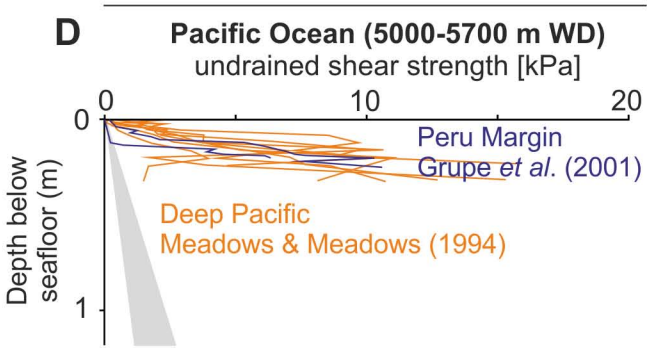 D
Pacific Ocean (5000-5700 m WD)
undrained shear strength [kPa]
0 10 20
0
Peru Margin
Grupe et al. (2001)
Deep Pacific
Meadows & Meadows (1994)
Depth below
seafloor (m)
1